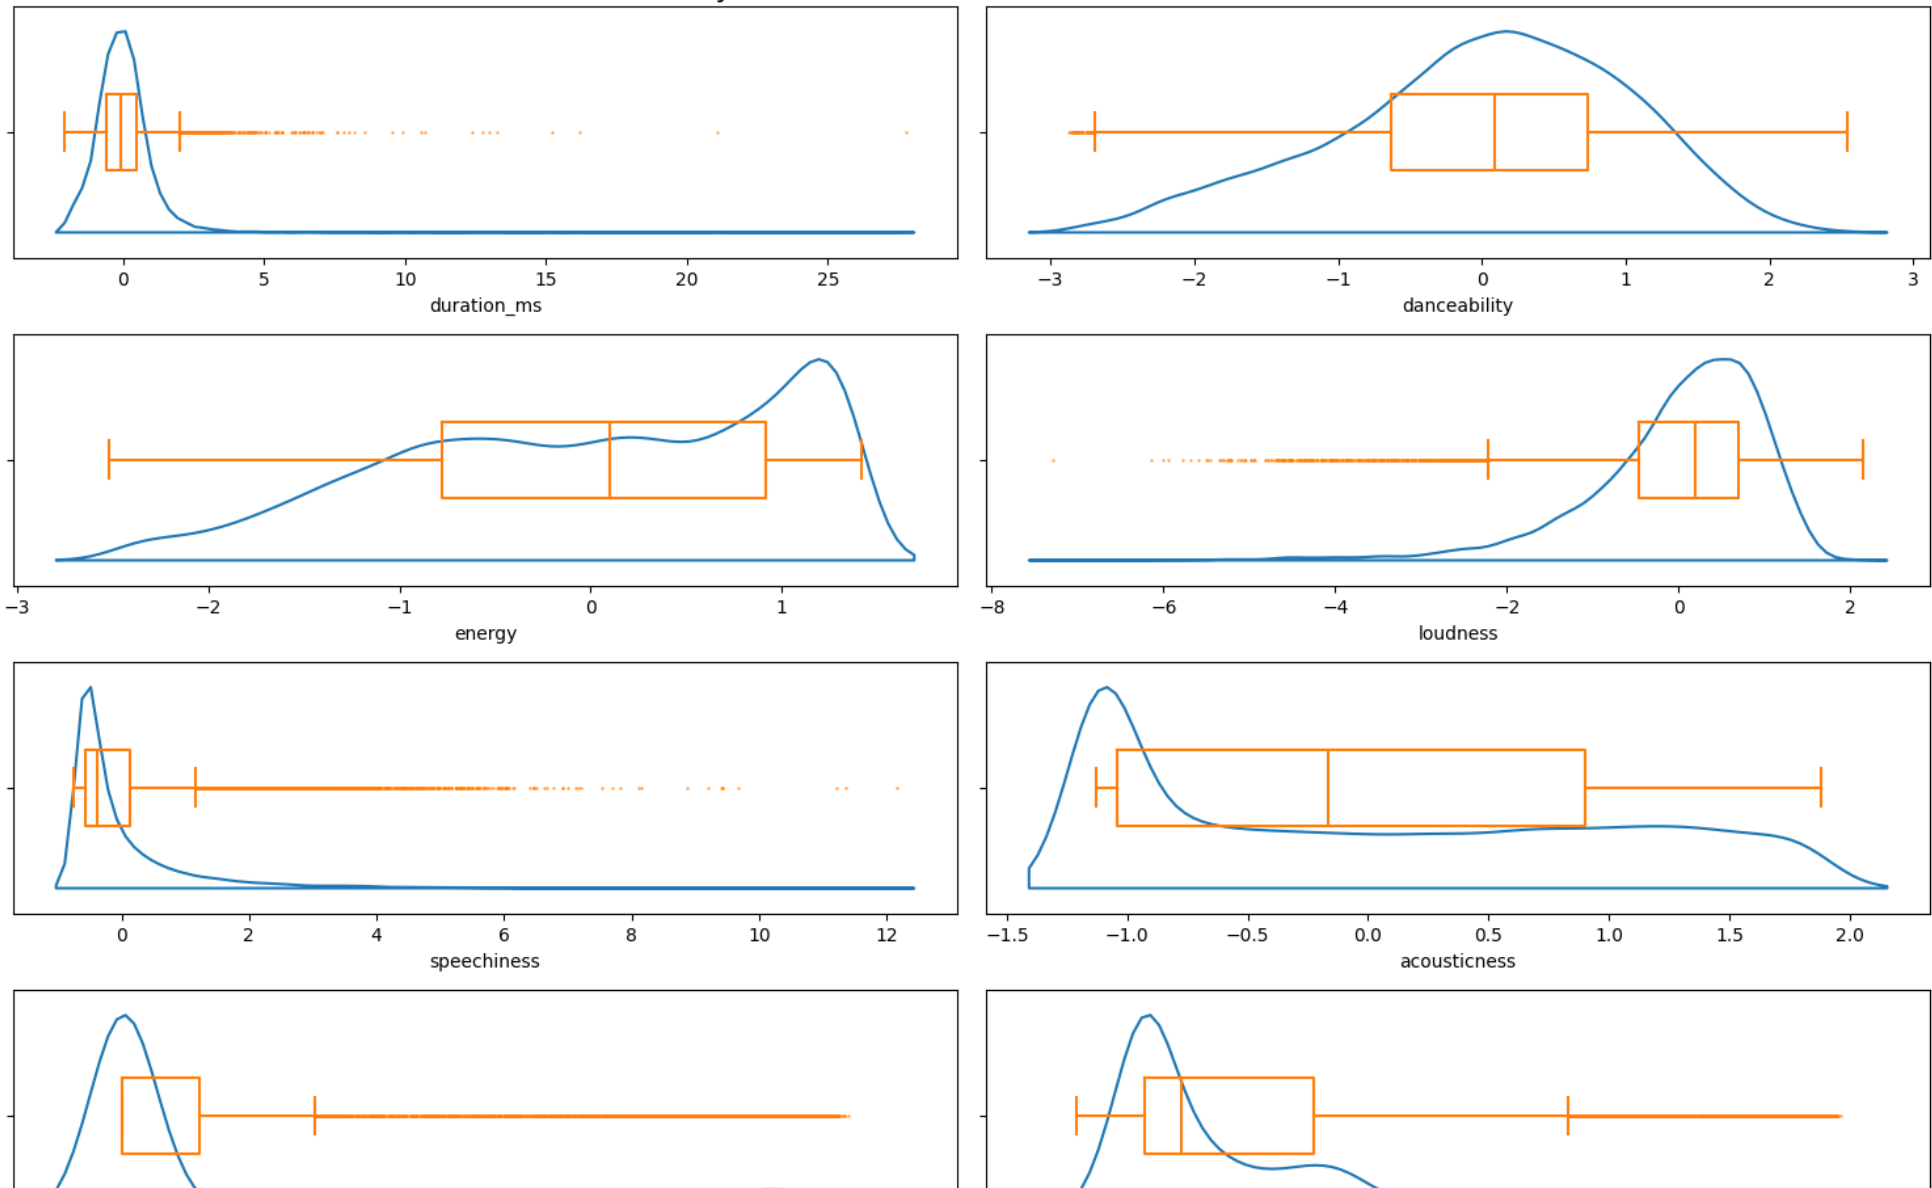 0 5 10 15 20 25
duration_ms
−3 −2 −1 0 1 2 3
danceability
−3 −2 −1 0 1
energy
−8 −6 −4 −2 0 2
loudness
0 2 4 6 8 10 12
speechiness
−1.5 −1.0 −0.5 0.0 0.5 1.0 1.5 2.0
acousticness